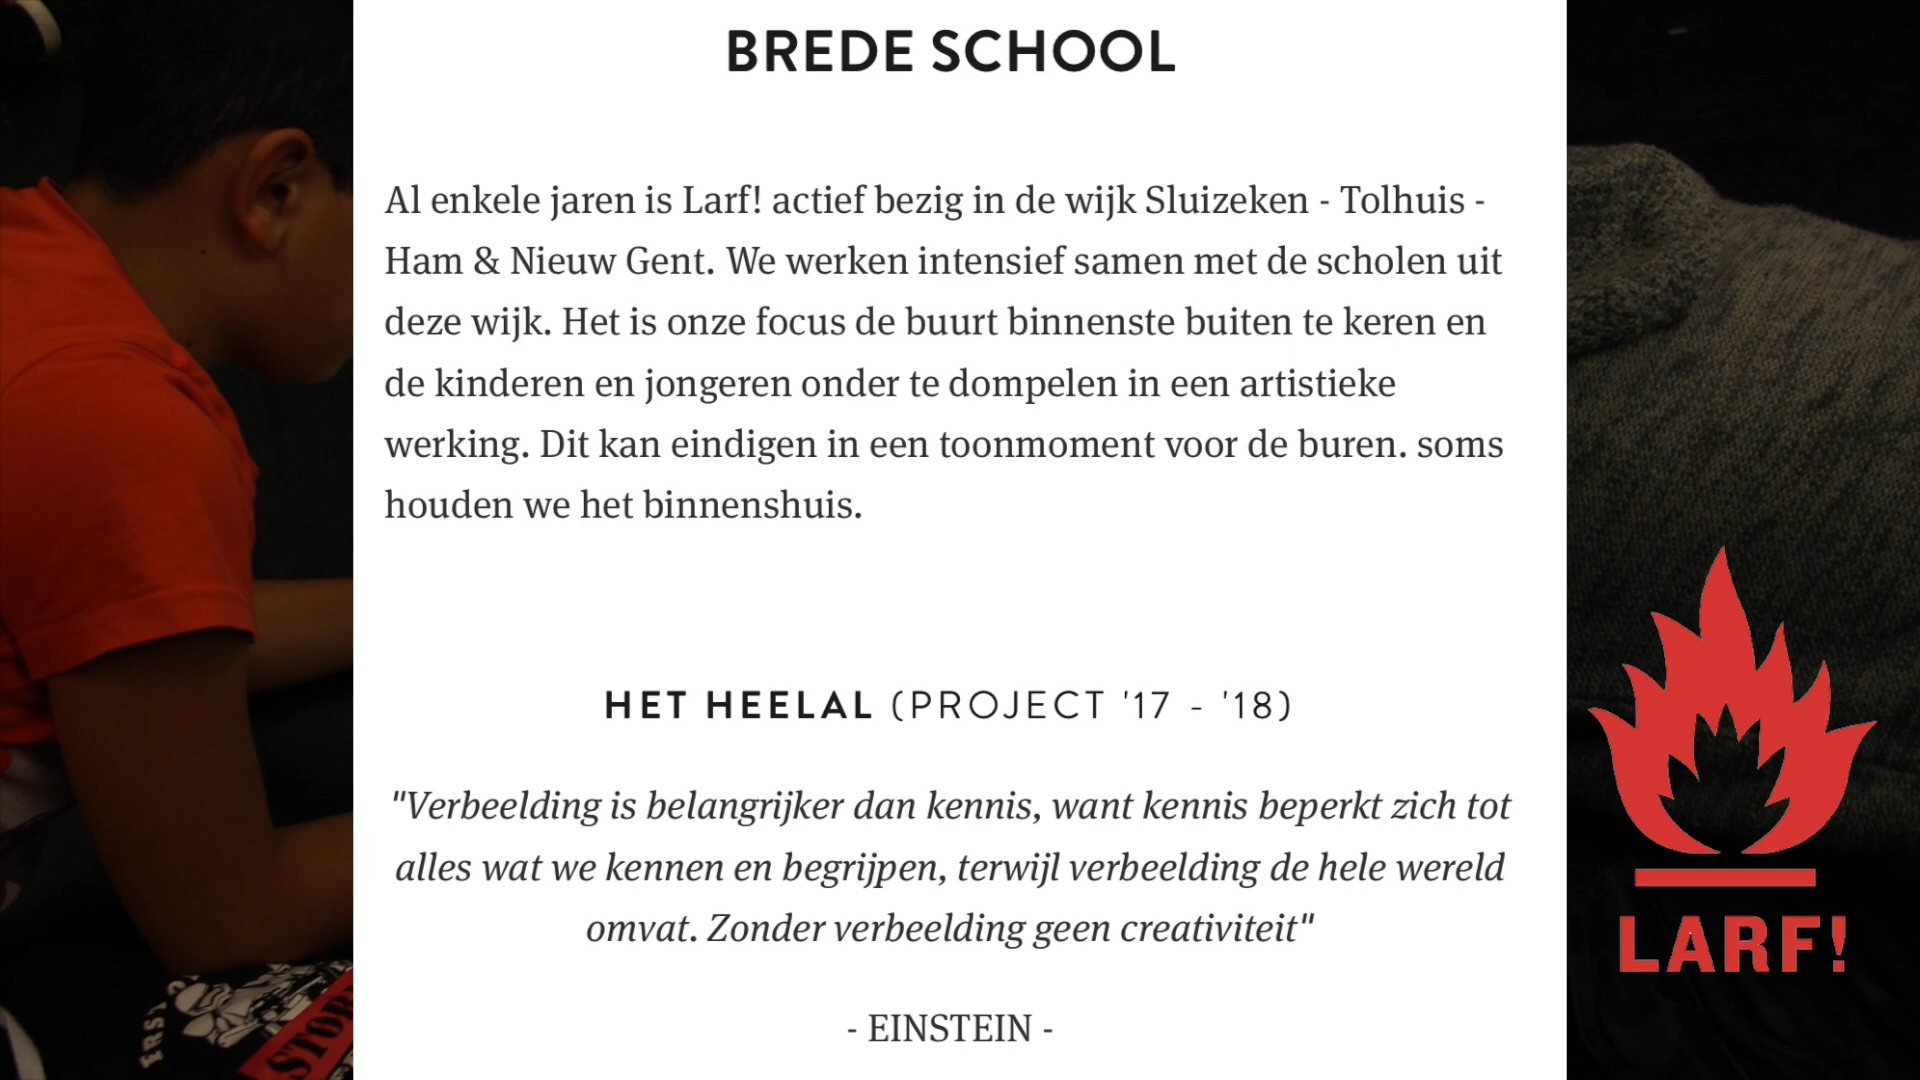 BREDE SCHOOL
Al enkele jaren is Larf! actief bezig in de wijk Sluizeken - Tolhuis -
Ham & Nieuw Gent. We werken intensief samen met de scholen uit
deze wijk. Het is onze focus de buurt binnenste buiten te keren en
de kinderen en jongeren onder te dompelen in een artistieke
werking. Dit kan eindigen in een toonmoment voor de buren. soms
houden we het binnenshuis.
HET HEELAL (PROJECT '17 - '18)
"Verbeelding is belangrijker dan kennis, want kennis beperkt zich tot
alles wat we kennen en begrijpen, terwijl verbeelding de hele wereld
omvat. Zonder verbeelding geen creativiteit"
- EINSTEIN -
LARF!